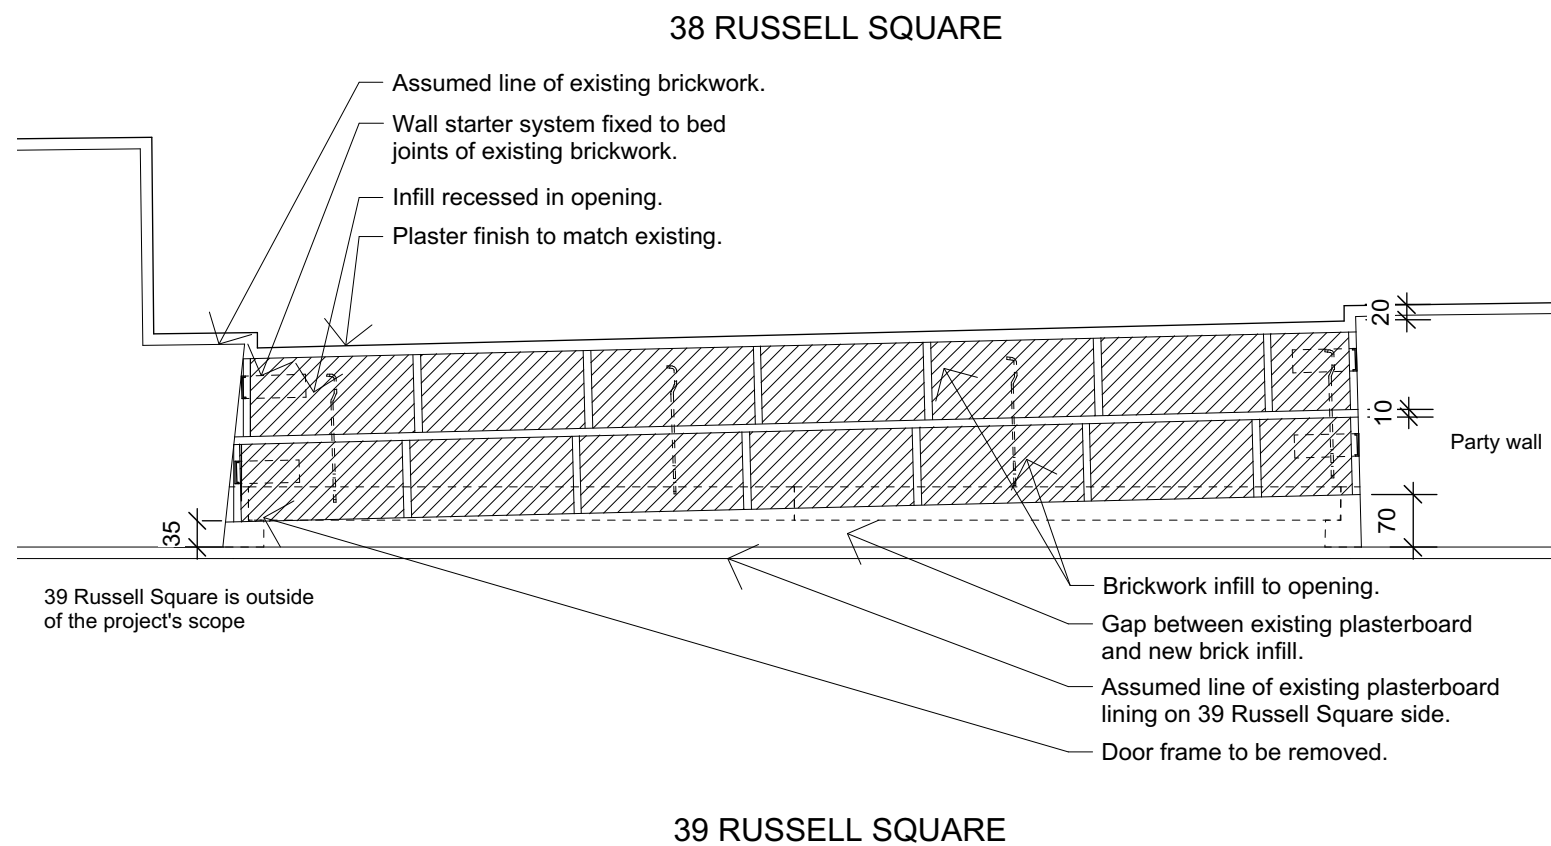 38 RUSSELL SQUARE
Assumed line of existing brickwork.
Wall starter system fixed to bed
joints of existing brickwork.
Infill recessed in opening.
Plaster finish to match existing.
20
10
Party wall
70
35
39 Russell Square is outside
of the project's scope
Brickwork infill to opening.
Gap between existing plasterboard
and new brick infill.
Assumed line of existing plasterboard
lining on 39 Russell Square side.
Door frame to be removed.
39 RUSSELL SQUARE